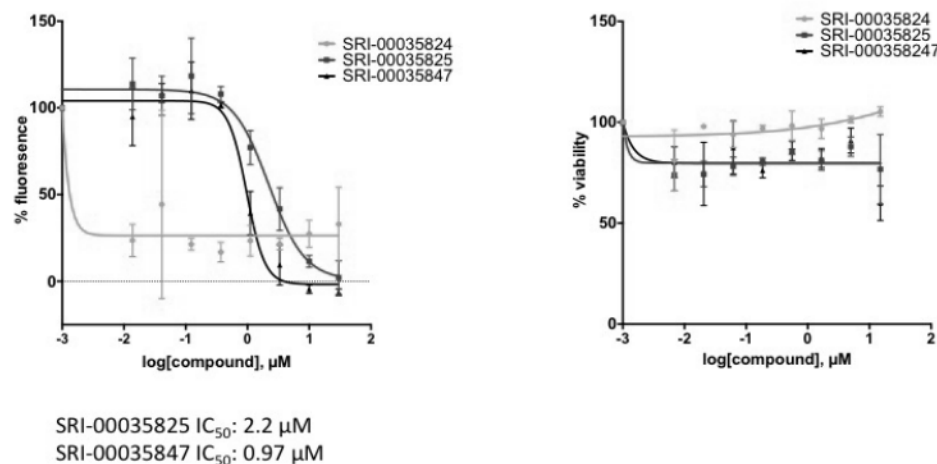 150
100
50
0
% fluoresence
-3
-2
-1
0
1
2
log[compound], µM
SRI-00035824
SRI-00035825
SRI-00035847
150
100
50
0
% viability
-3
-2
-1
0
1
2
log[compound], µM
SRI-00035824
SRI-00035825
SRI-000358247
SRI-00035825 IC₅₀: 2.2 µM
SRI-00035847 IC₅₀: 0.97 µM